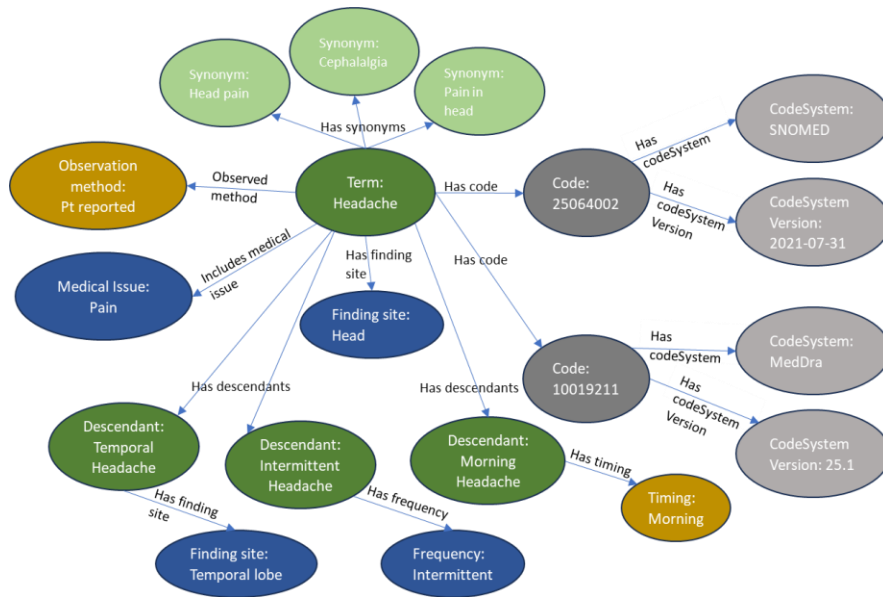 Synonym:
Cephalalgia
Synonym:
Head pain
Synonym:
Pain in
head
Has synonyms
CodeSystem:
SNOMED
Has
codeSystem
Observation
method:
Pt reported
Observed
method
Term:
Headache
Has code
Code:
25064002
Has
codeSystem
Version
CodeSystem
Version:
2021-07-31
Has code
Includes medical
issue
Has finding
site
Medical Issue:
Pain
Finding site:
Head
Has
codeSystem
CodeSystem:
MedDra
Code:
10019211
Has
codeSystem
Version
Has descendants
Has descendants
Descendant:
Temporal
Headache
Descendant:
Intermittent
Headache
Descendant:
Morning
Headache
CodeSystem
Version: 25.1
Has timing
Timing:
Morning
Has finding
site
Has frequency
Finding site:
Temporal lobe
Frequency:
Intermittent